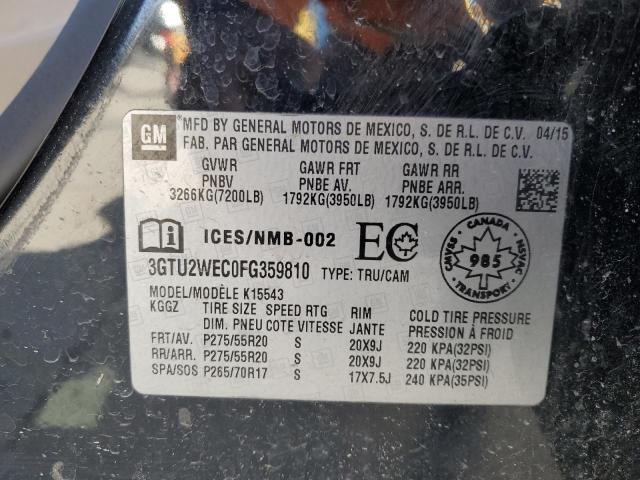 GM
MFD BY GENERAL MOTORS DE MEXICO, S. DE R.L. DE C.V. 04/15
FAB. PAR GENERAL MOTORS DE MEXICO, S. DE R.L. DE C.V.
GVWR GAWR FRT GAWR RR
PNBV PNBE AV. PNBE ARR.
3266KG(7200LB) 1792KG(3950LB) 1792KG(3950LB)
i ICES/NMB-002 EC
CANADA
CMVSS 985 NSVAC
TRANSPORT
3GTU2WEC0FG359810 TYPE: TRU/CAM
MODEL/MODÈLE K15543
KGGZ TIRE SIZE SPEED RTG RIM COLD TIRE PRESSURE
DIM. PNEU COTE VITESSE JANTE PRESSION À FROID
FRT/AV. P275/55R20 S 20X9J 220 KPA(32PSI)
RR/ARR. P275/55R20 S 20X9J 220 KPA(32PSI)
SPA/SOS P265/70R17 S 17X7.5J 240 KPA(35PSI)